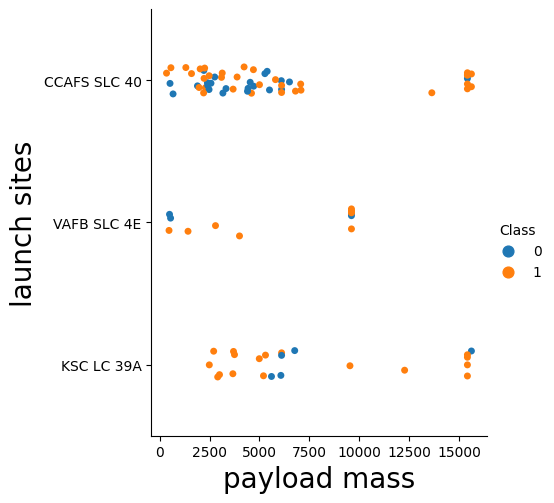 launch sites
CCAFS SLC 40
VAFB SLC 4E
KSC LC 39A
0 2500 5000 7500 10000 12500 15000
payload mass
Class
0
1